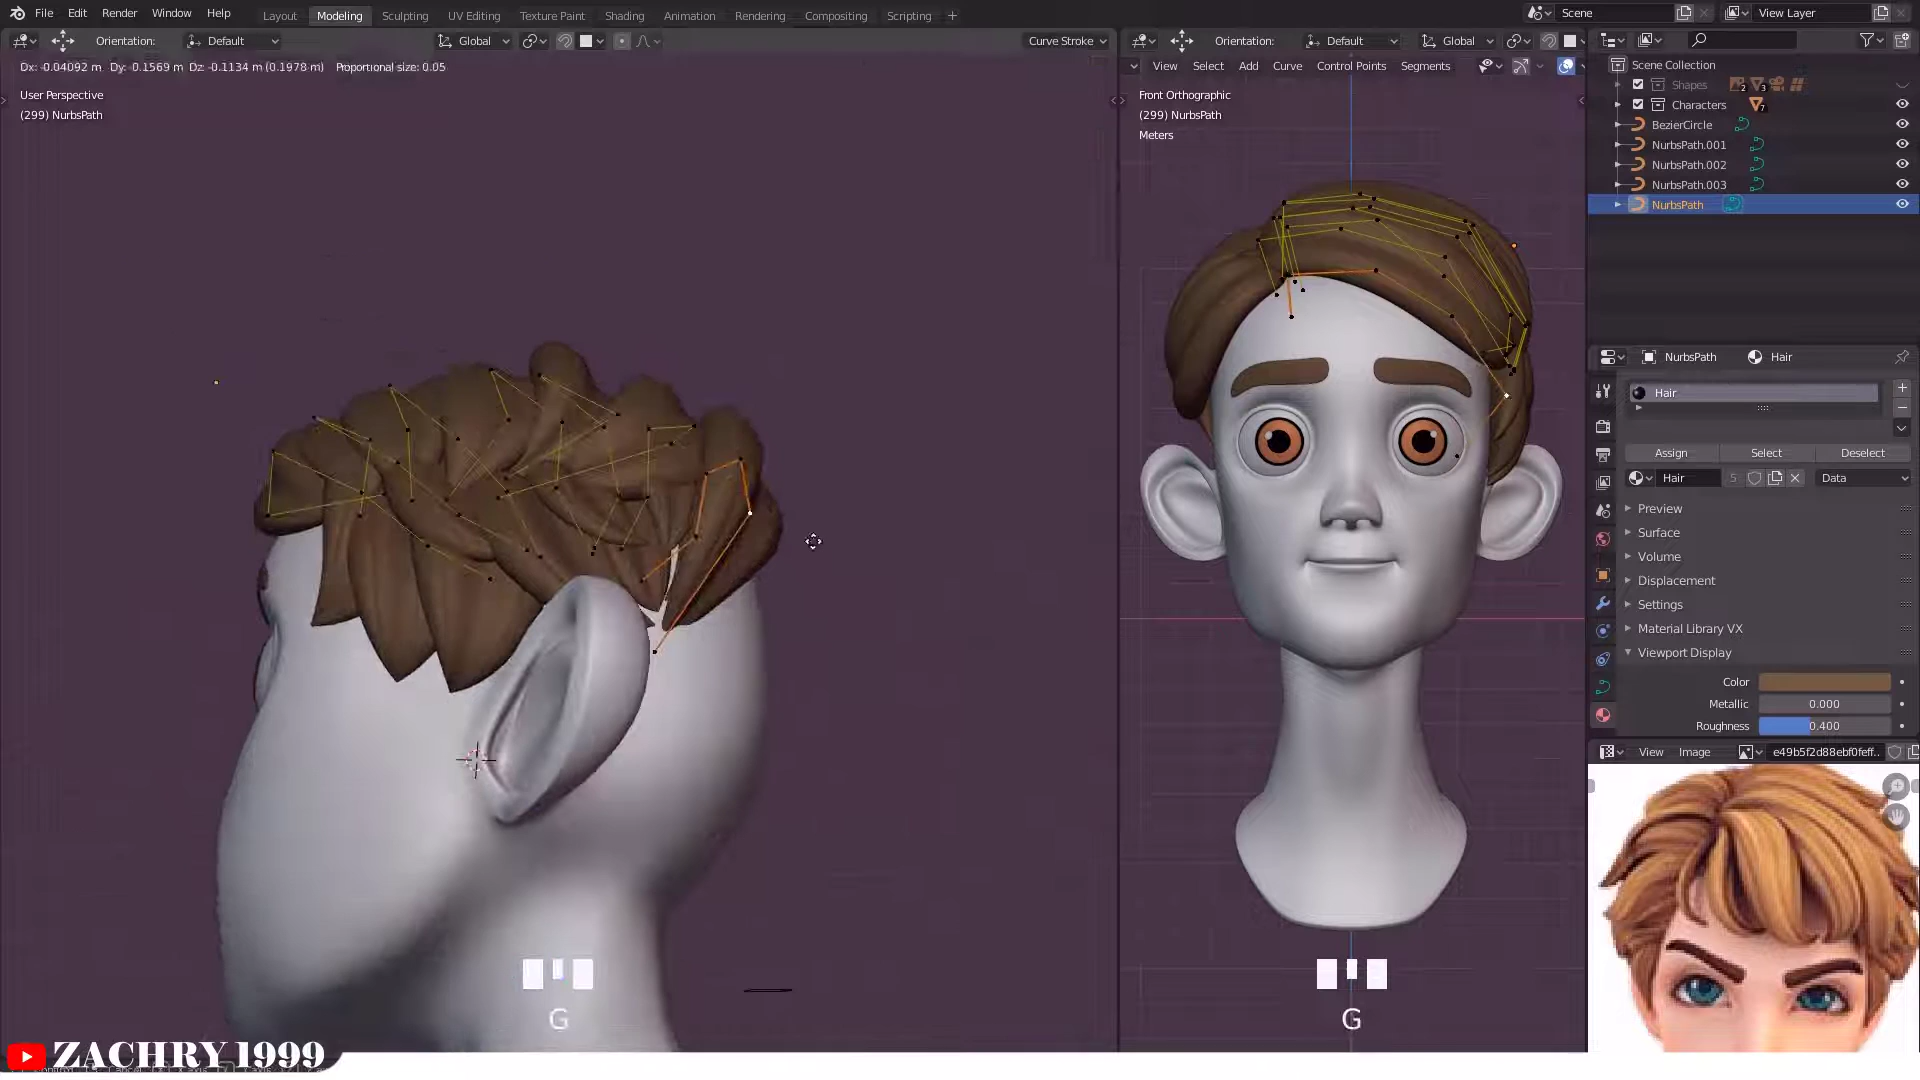 File Edit Render Window Help
Layout Modeling Sculpting UV Editing Texture Paint Shading Animation Rendering Compositing Scripting +
Scene
View Layer
Orientation: Default Global Curve Stroke
Orientation: Default Global
Dx: -0.04092 m Dy: -0.1569 m Dz: -0.1134 m (0.1978 m) Proportional size: 0.05
View Select Add Curve Control Points Segments
User Perspective
(299) NurbsPath
Front Orthographic
(299) NurbsPath
Meters
Scene Collection
Shapes 2 3
Characters 7
BezierCircle
NurbsPath.001
NurbsPath.002
NurbsPath.003
NurbsPath
NurbsPath Hair
Hair
Assign Select Deselect
Hair 5 Data
Preview
Surface
Volume
Displacement
Settings
Material Library VX
Viewport Display
Color
Metallic 0.000
Roughness 0.400
View Image e49b5f2d88ebf0feff..
G
G
ZACHRY 1999